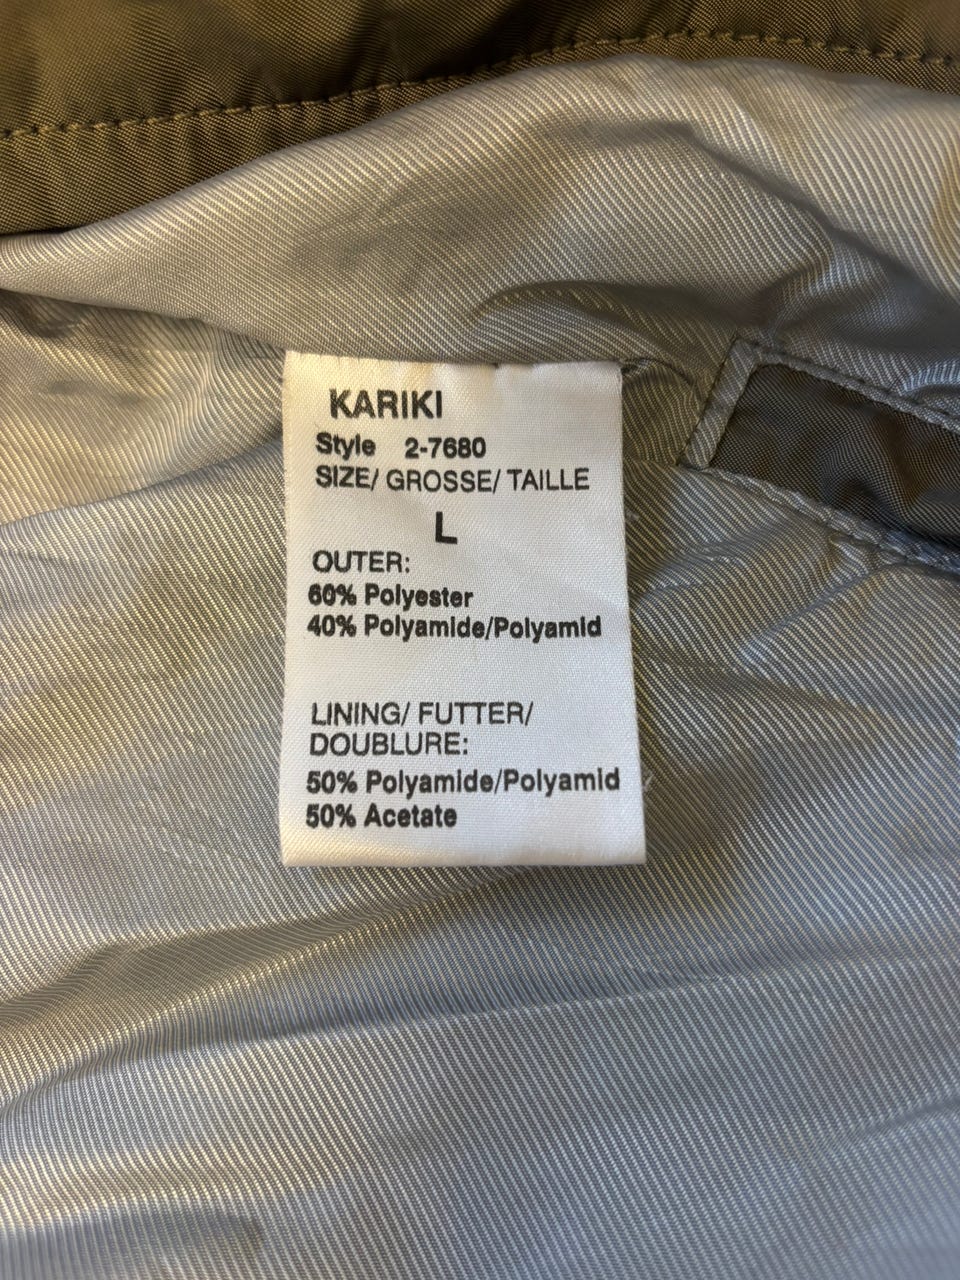 KARIKI
Style 2-7680
SIZE/ GROSSE/ TAILLE
L
OUTER:
60% Polyester
40% Polyamide/Polyamid
LINING/ FUTTER/
DOUBLURE:
50% Polyamide/Polyamid
50% Acetate